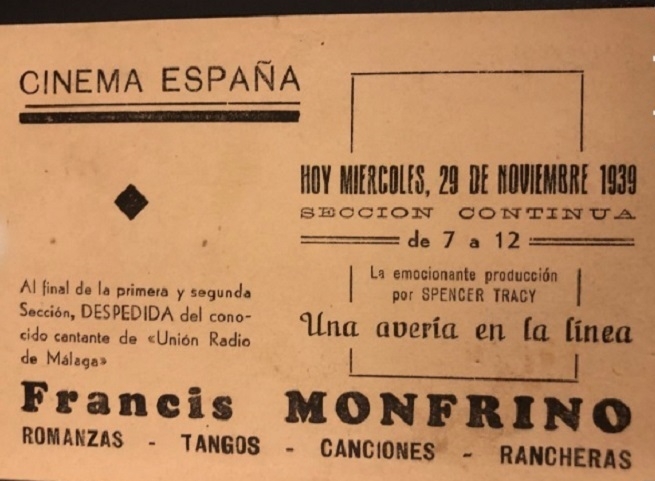 CINEMA ESPAÑA
HOY MIERCOLES, 29 DE NOVIEMBRE 1939
SECCION CONTINUA
de 7 a 12
La emocionante producción
por SPENCER TRACY
Una avería en la línea
Al final de la primera y segunda
Sección, DESPEDIDA del cono-
cido cantante de «Unión Radio
de Málaga»
Francis MONFRINO
ROMANZAS - TANGOS - CANCIONES - RANCHERAS